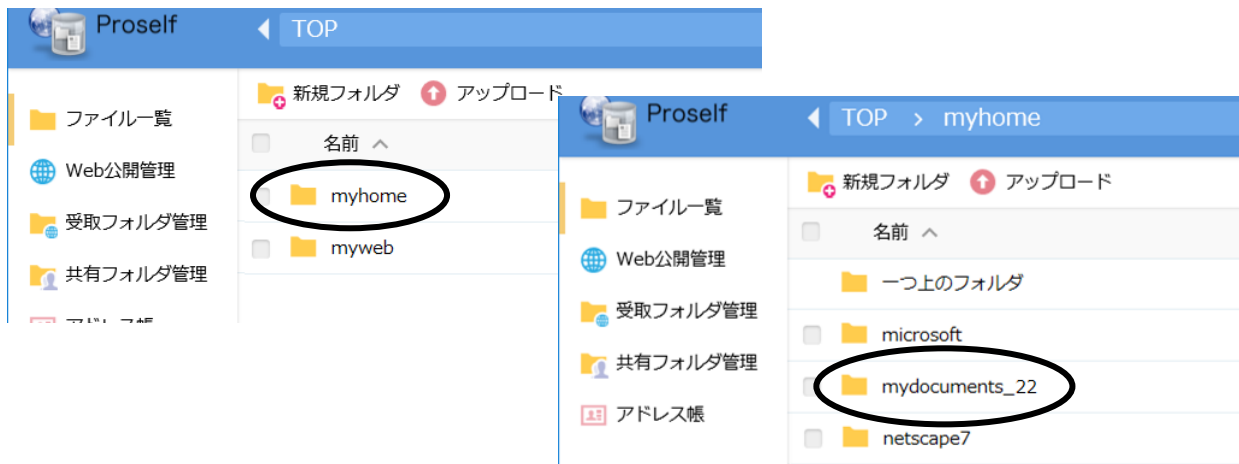 Proself
TOP
新規フォルダ アップロード
ファイル一覧
Web公開管理
受取フォルダ管理
共有フォルダ管理
名前
myhome
myweb
Proself
TOP > myhome
新規フォルダ アップロード
ファイル一覧
Web公開管理
受取フォルダ管理
共有フォルダ管理
アドレス帳
名前
一つ上のフォルダ
microsoft
mydocuments_22
netscape7